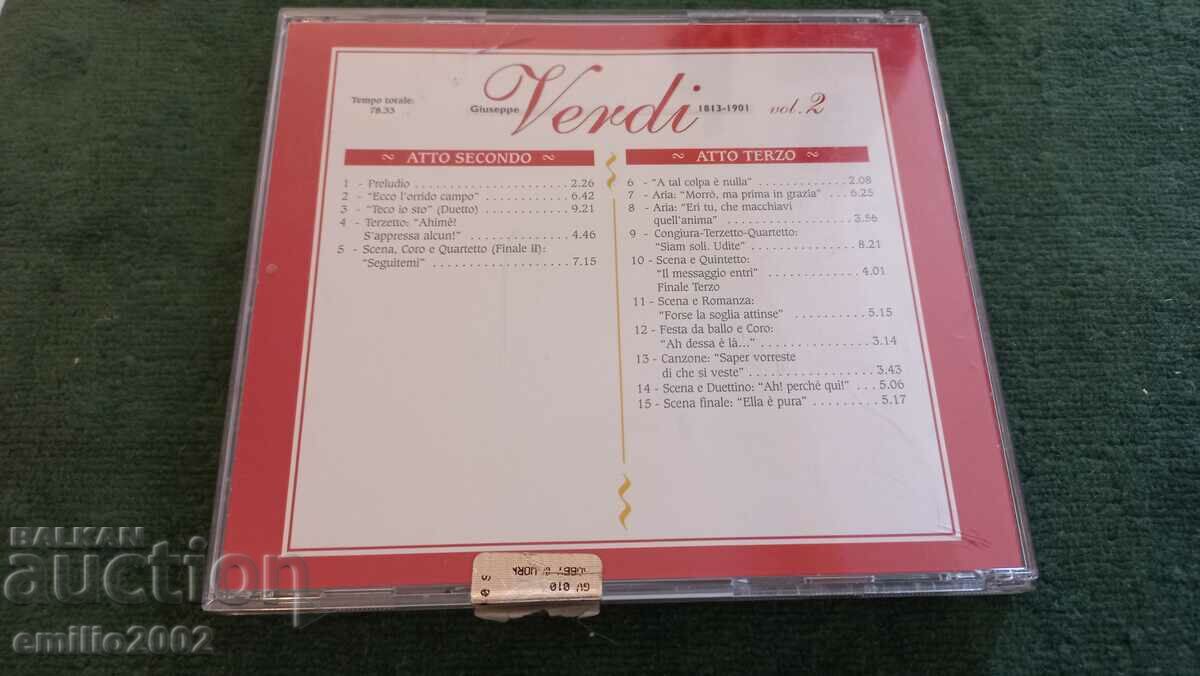 Tempo totale:
78.33
Giuseppe Verdi 1813-1901 vol. 2
~ ATTO SECONDO ~
1 - Preludio . . . . . . . . . . . . . . . . . . . . . . 2.26
2 - "Ecco l'orrido campo" . . . . . . . . . . . . 6.42
3 - "Teco io sto" (Duetto) . . . . . . . . . . . . . 9.21
4 - Terzetto: "Ahimè!
S'appressa alcun!" . . . . . . . . . . . . . . . 4.46
5 - Scena, Coro e Quartetto (Finale II):
"Seguitemi" . . . . . . . . . . . . . . . . . . . . 7.15
~ ATTO TERZO ~
6 - "A tal colpa è nulla" . . . . . . . . . . . . . 2.08
7 - Aria: "Morrò, ma prima in grazia" . . . 6.25
8 - Aria: "Eri tu, che macchiavi
quell'anima" . . . . . . . . . . . . . . . . . . 3.56
9 - Congiura-Terzetto-Quartetto:
"Siam soli. Udite" . . . . . . . . . . . . . . . 8.21
10 - Scena e Quintetto:
"Il messaggio entri" . . . . . . . . . . . . . . 4.01
Finale Terzo
11 - Scena e Romanza:
"Forse la soglia attinse" . . . . . . . . . . 5.15
12 - Festa da ballo e Coro:
"Ah dessa è là..." . . . . . . . . . . . . . . . . 3.14
13 - Canzone: "Saper vorreste
di che si veste" . . . . . . . . . . . . . . . . . . 3.43
14 - Scena e Duettino: "Ah! perchè qui!" . . . 5.06
15 - Scena finale: "Ella è pura" . . . . . . . . . 5.17
GV 010
BALKAN
auction
emilio2002